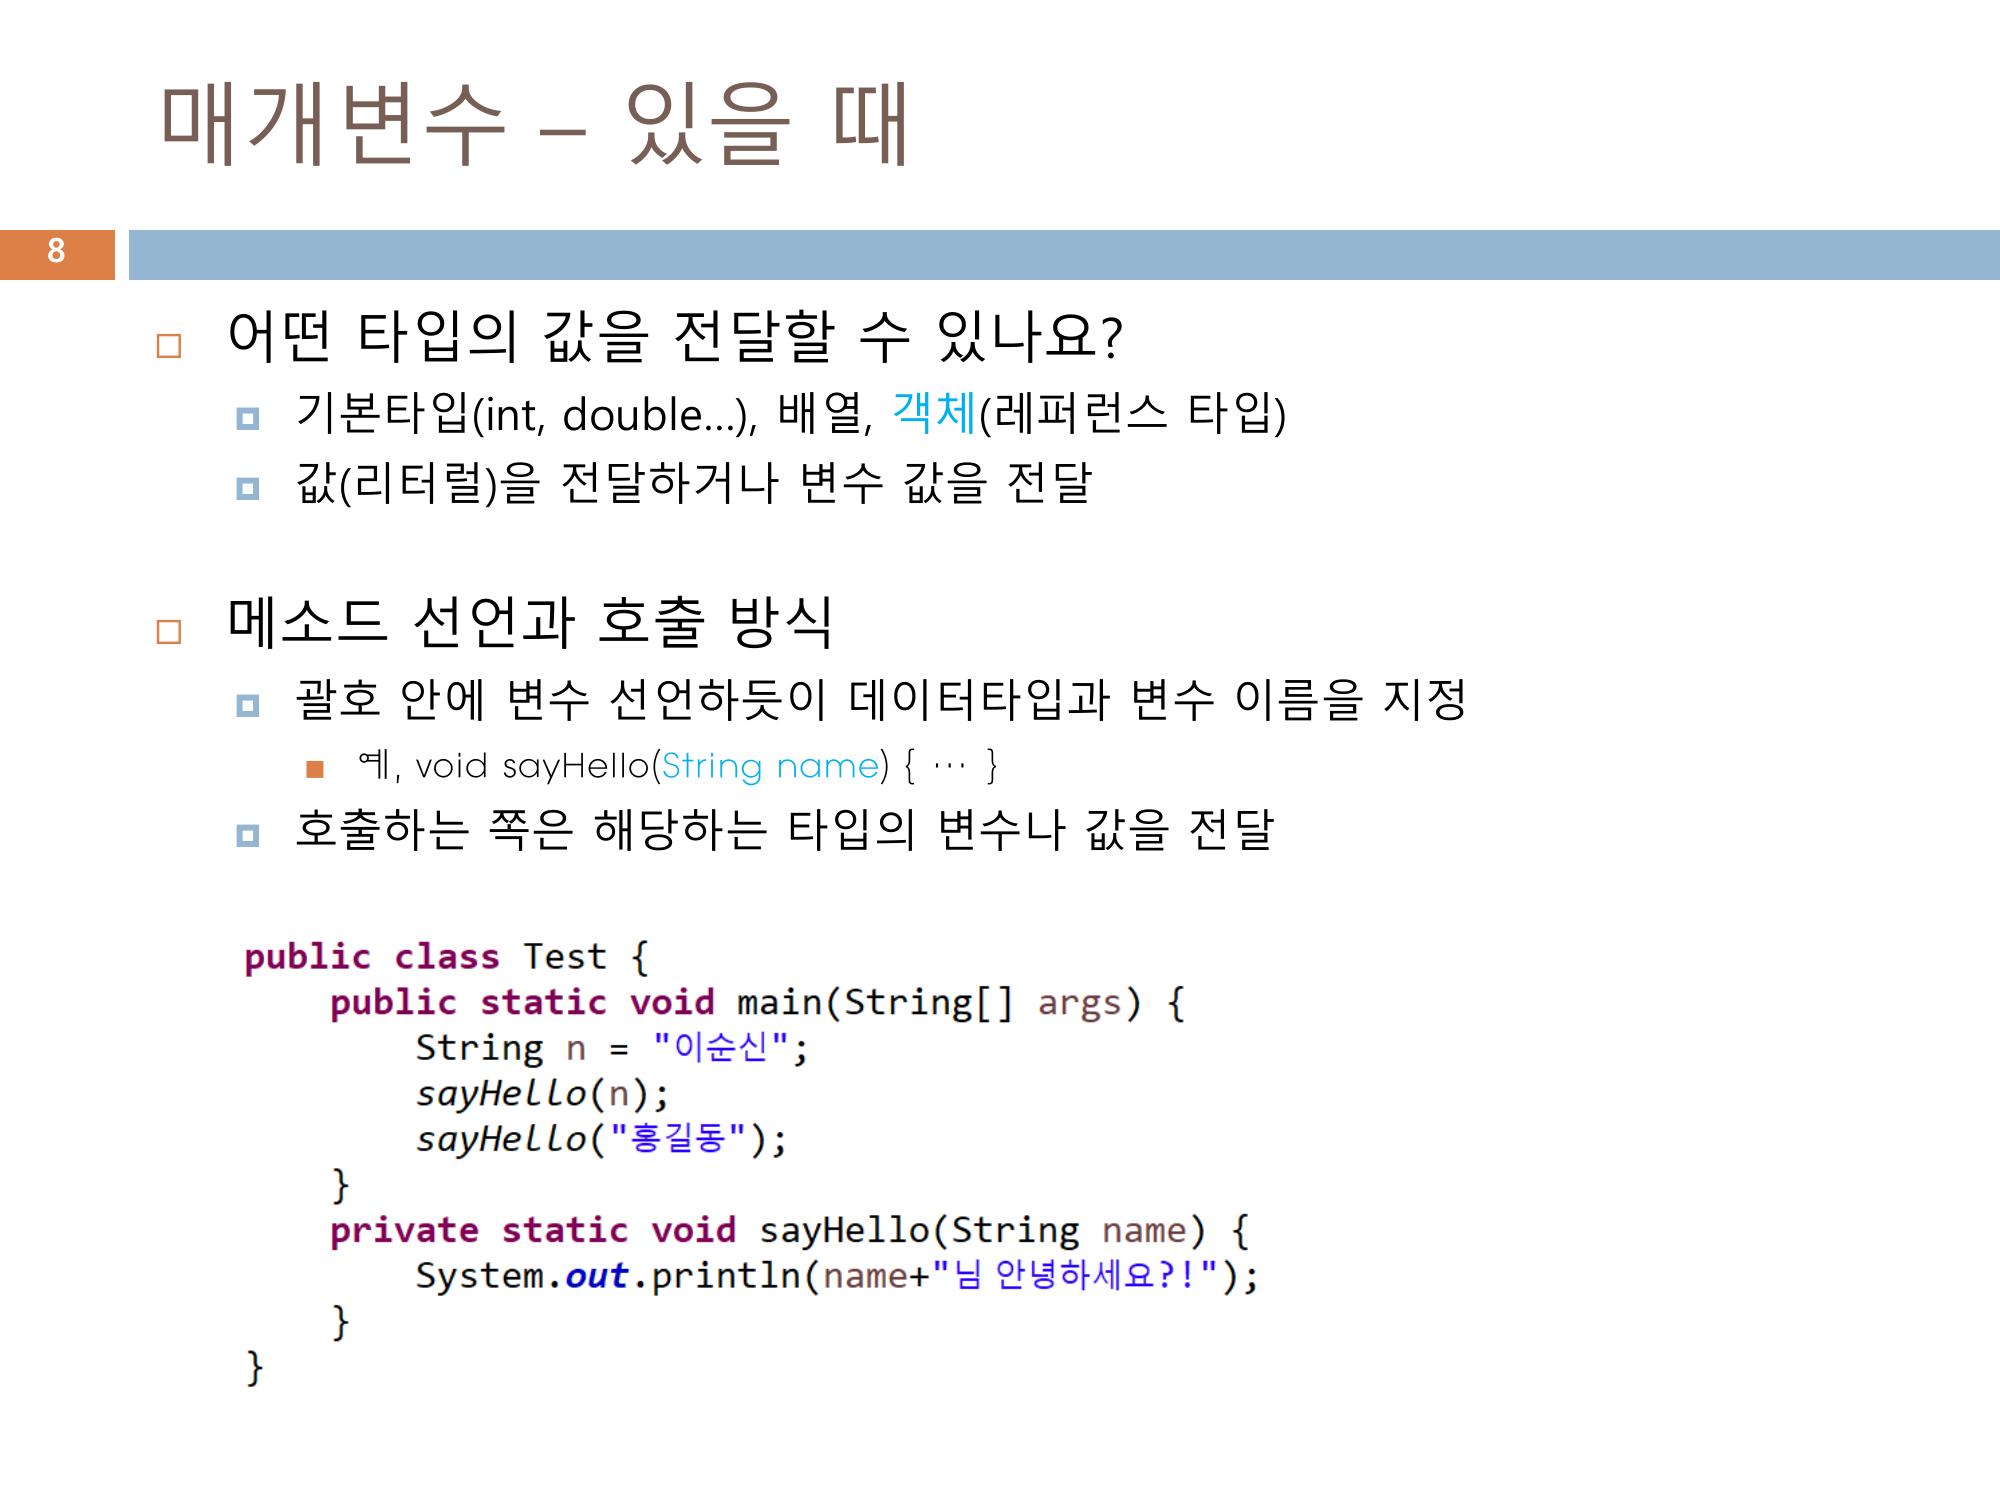 매개변수 – 있을 때
8
어떤 타입의 값을 전달할 수 있나요?
기본타입(int, double…), 배열, 객체(레퍼런스 타입)
값(리터럴)을 전달하거나 변수 값을 전달
메소드 선언과 호출 방식
괄호 안에 변수 선언하듯이 데이터타입과 변수 이름을 지정
예, void sayHello(String name) { … }
호출하는 쪽은 해당하는 타입의 변수나 값을 전달
public class Test {
    public static void main(String[] args) {
        String n = "이순신";
        sayHello(n);
        sayHello("홍길동");
    }
    private static void sayHello(String name) {
        System.out.println(name+"님 안녕하세요?!");
    }
}